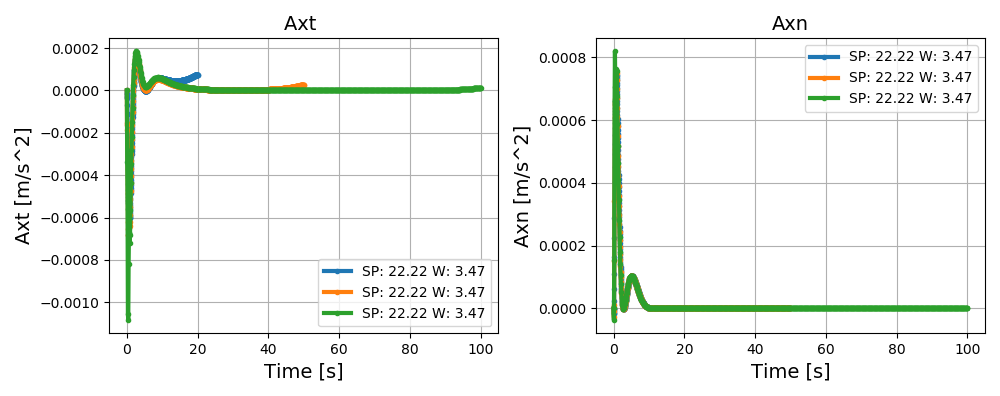 Axt
Axt [m/s^2]
0.0002
0.0000
−0.0002
−0.0004
−0.0006
−0.0008
−0.0010
SP: 22.22 W: 3.47
SP: 22.22 W: 3.47
SP: 22.22 W: 3.47
0 20 40 60 80 100
Time [s]
Axn
Axn [m/s^2]
0.0008
0.0006
0.0004
0.0002
0.0000
SP: 22.22 W: 3.47
SP: 22.22 W: 3.47
SP: 22.22 W: 3.47
0 20 40 60 80 100
Time [s]